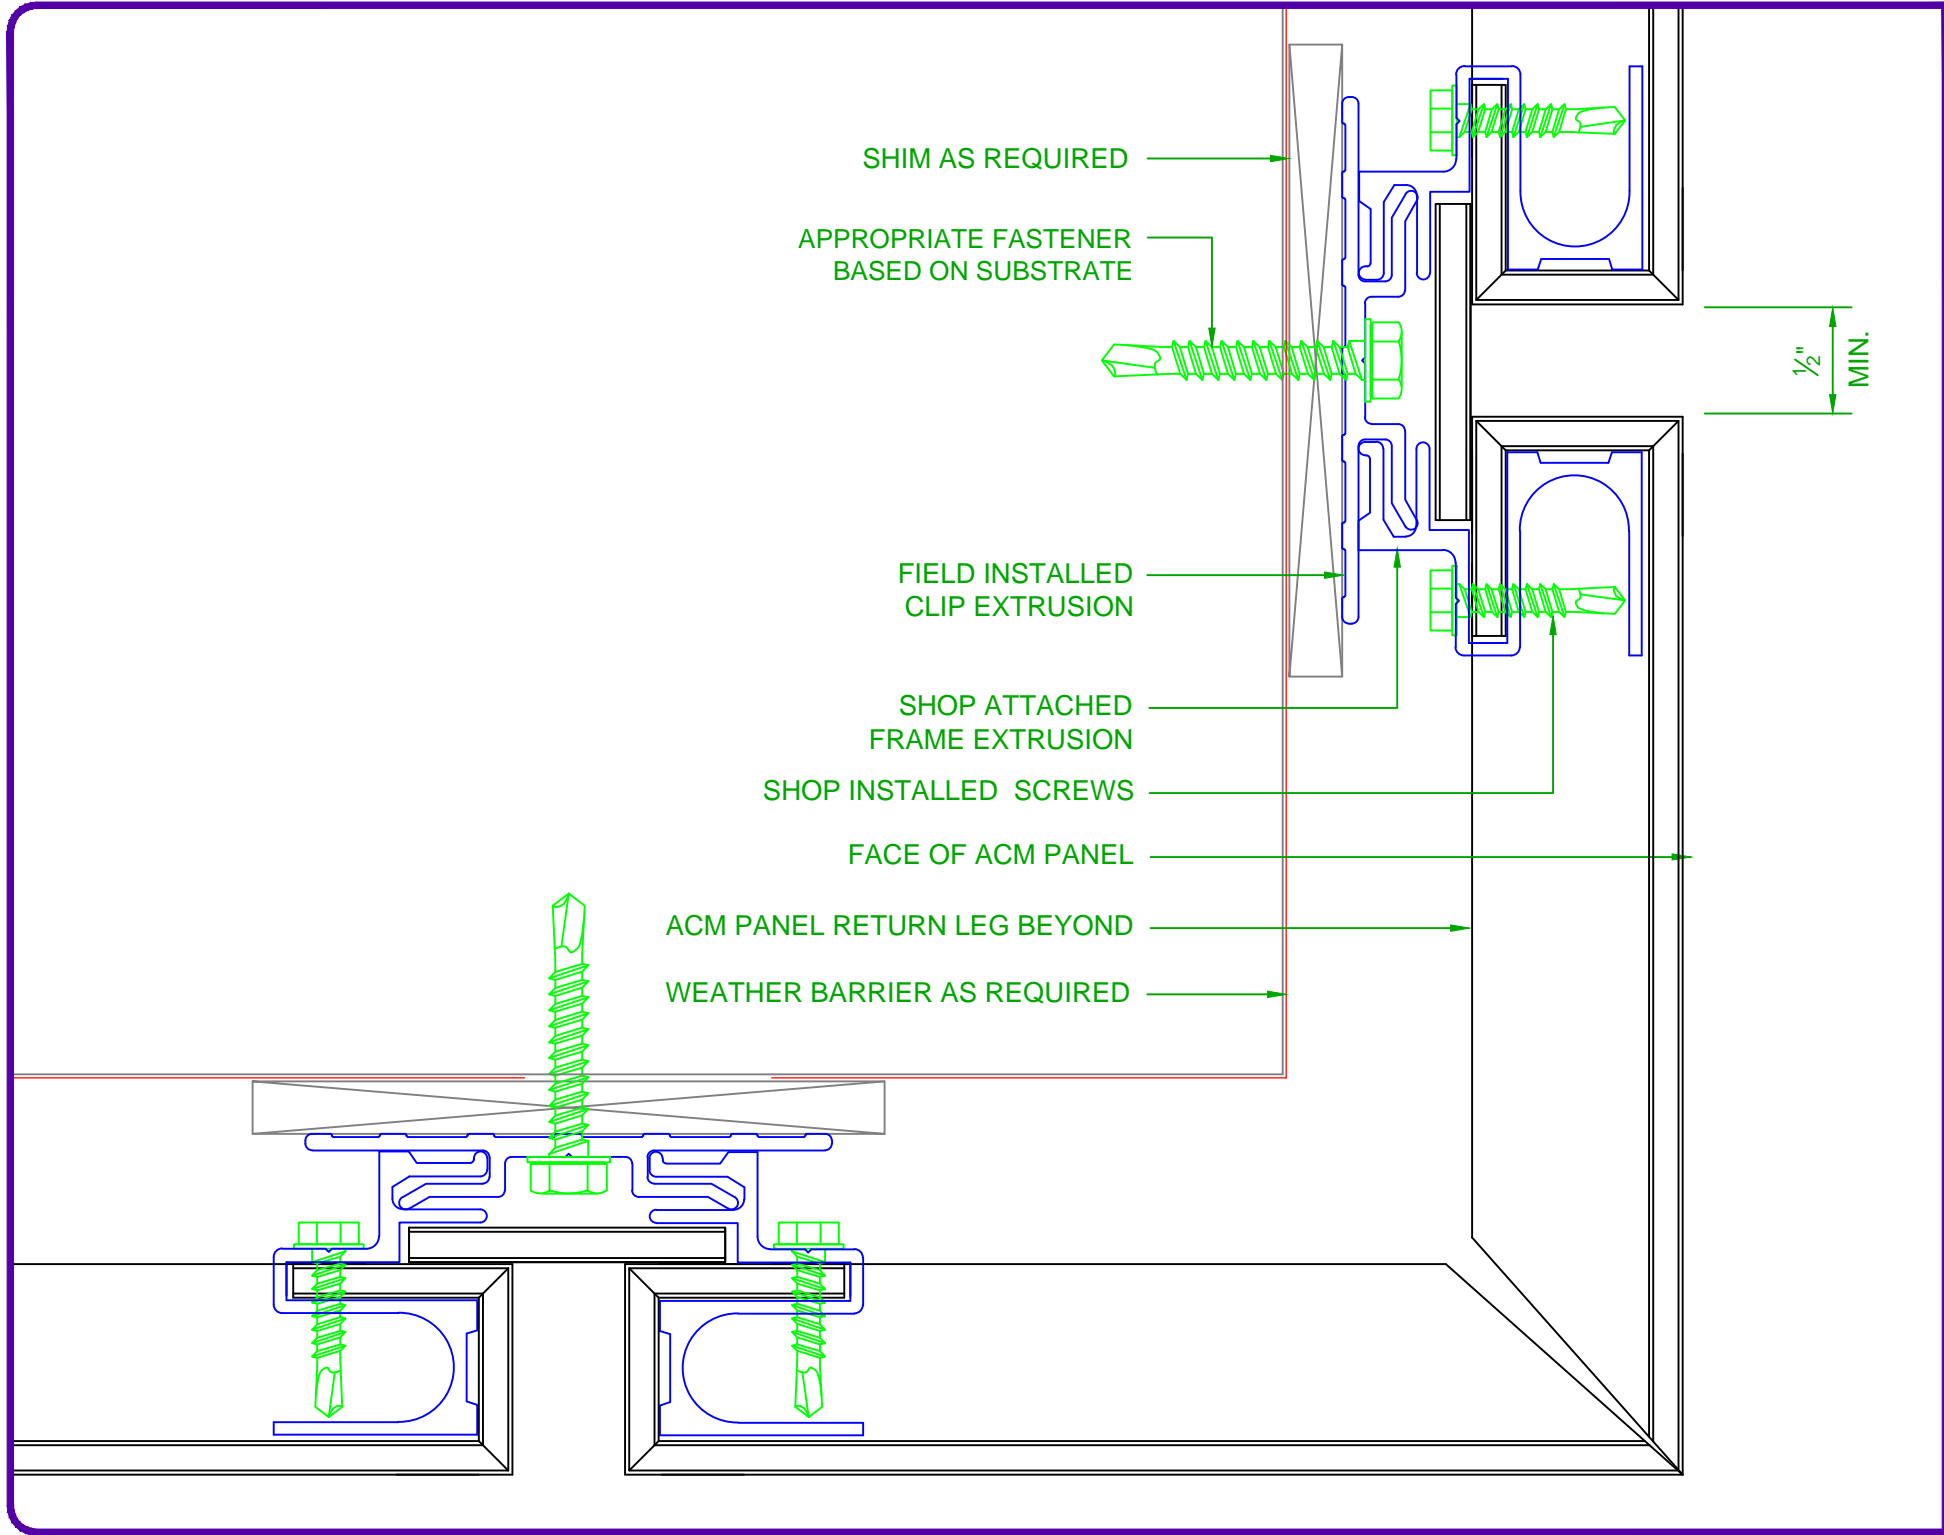 SHIM AS REQUIRED
APPROPRIATE FASTENER
BASED ON SUBSTRATE
½"
MIN.
FIELD INSTALLED
CLIP EXTRUSION
SHOP ATTACHED
FRAME EXTRUSION
SHOP INSTALLED  SCREWS
FACE OF ACM PANEL
ACM PANEL RETURN LEG BEYOND
WEATHER BARRIER AS REQUIRED